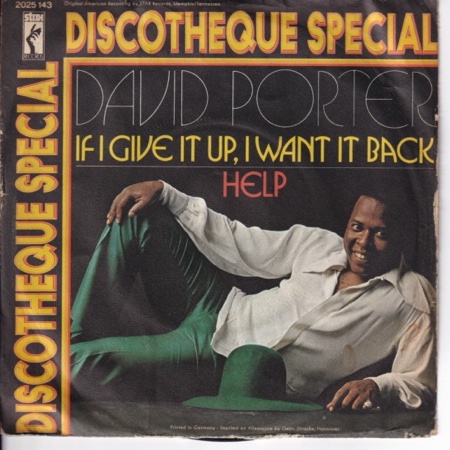 2025 143
Original American Recording by STAX Records, Memphis/Tennessee.
DISCOTHEQUE SPECIAL
DISCOTHEQUE SPECIAL
DAVID PORTER
IF I GIVE IT UP, I WANT IT BACK
HELP
Printed in Germany